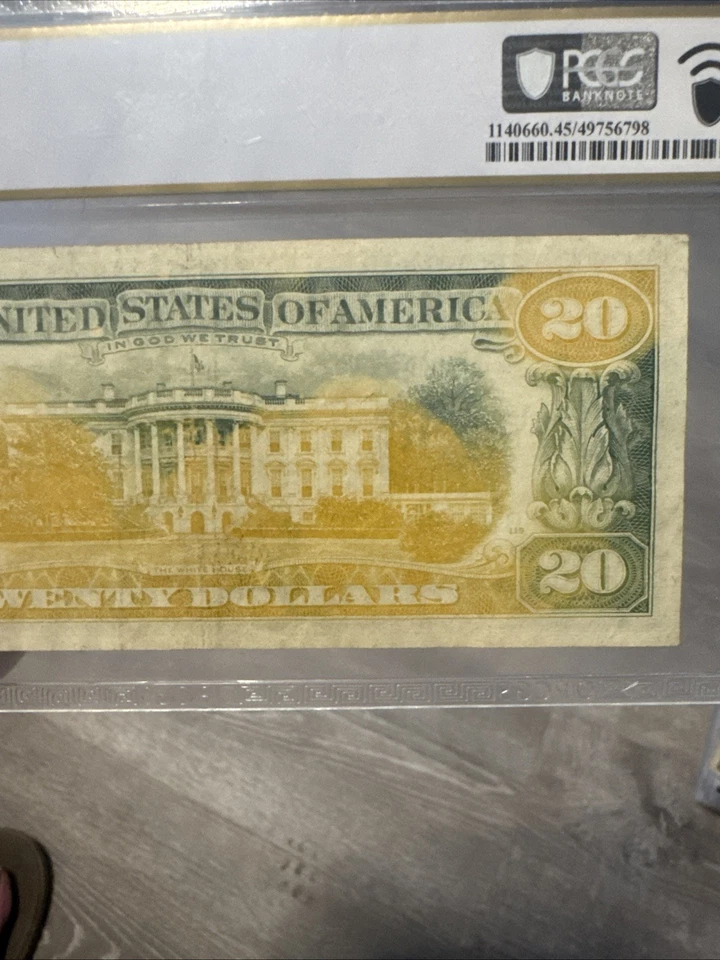 PCGS
BANKNOTE
1140660.45/49756798
NITED STATES OF AMERICA
20
IN GOD WE TRUST
THE WHITE HOUSE
WENTY DOLLARS
20